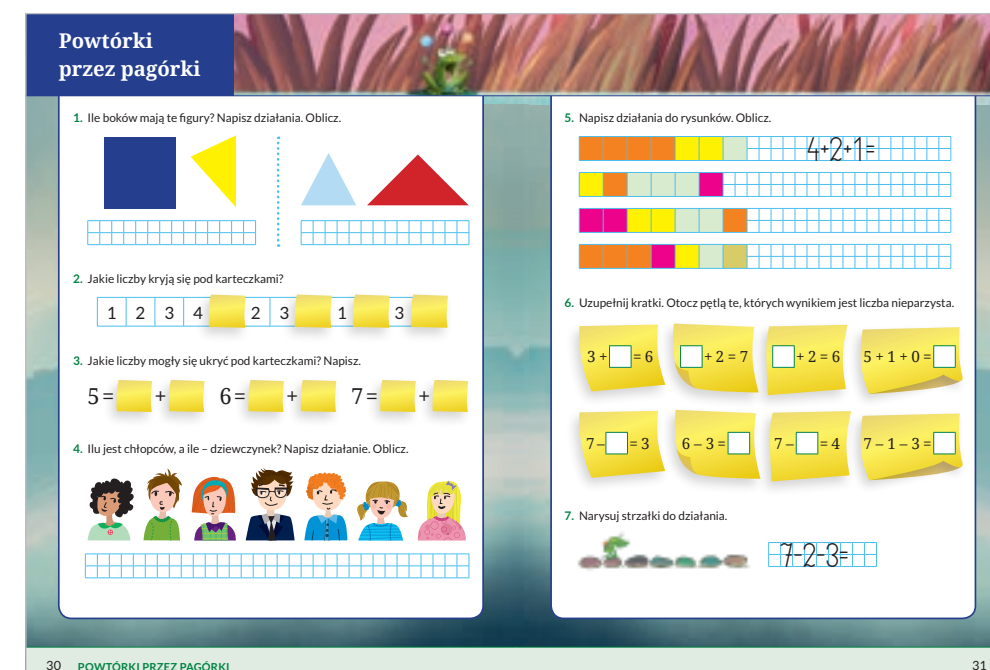 Powtórki
przez pagórki
1. Ile boków mają te figury? Napisz działania. Oblicz.
2. Jakie liczby kryją się pod karteczkami?
1 2 3 4 2 3 1 3
3. Jakie liczby mogły się ukryć pod karteczkami? Napisz.
5 = + 6 = + 7 = +
4. Ilu jest chłopców, a ile – dziewczynek? Napisz działanie. Oblicz.
30 POWTÓRKI PRZEZ PAGÓRKI
5. Napisz działania do rysunków. Oblicz.
4+2+1=
6. Uzupełnij kratki. Otocz pętlą te, których wynikiem jest liczba nieparzysta.
3 + = 6 + 2 = 7 + 2 = 6 5 + 1 + 0 =
7 – = 3 6 – 3 = 7 – = 4 7 – 1 – 3 =
7. Narysuj strzałki do działania.
7-2-3=
31